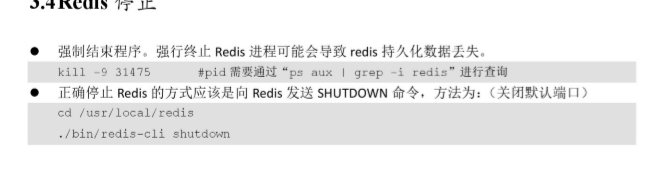 3.4Redis 停止
● 强制结束程序。强行终止 Redis 进程可能会导致 redis 持久化数据丢失。
kill -9 31475 #pid 需要通过“ps aux | grep -i redis”进行查询
● 正确停止 Redis 的方式应该是向 Redis 发送 SHUTDOWN 命令，方法为：（关闭默认端口）
cd /usr/local/redis
./bin/redis-cli shutdown